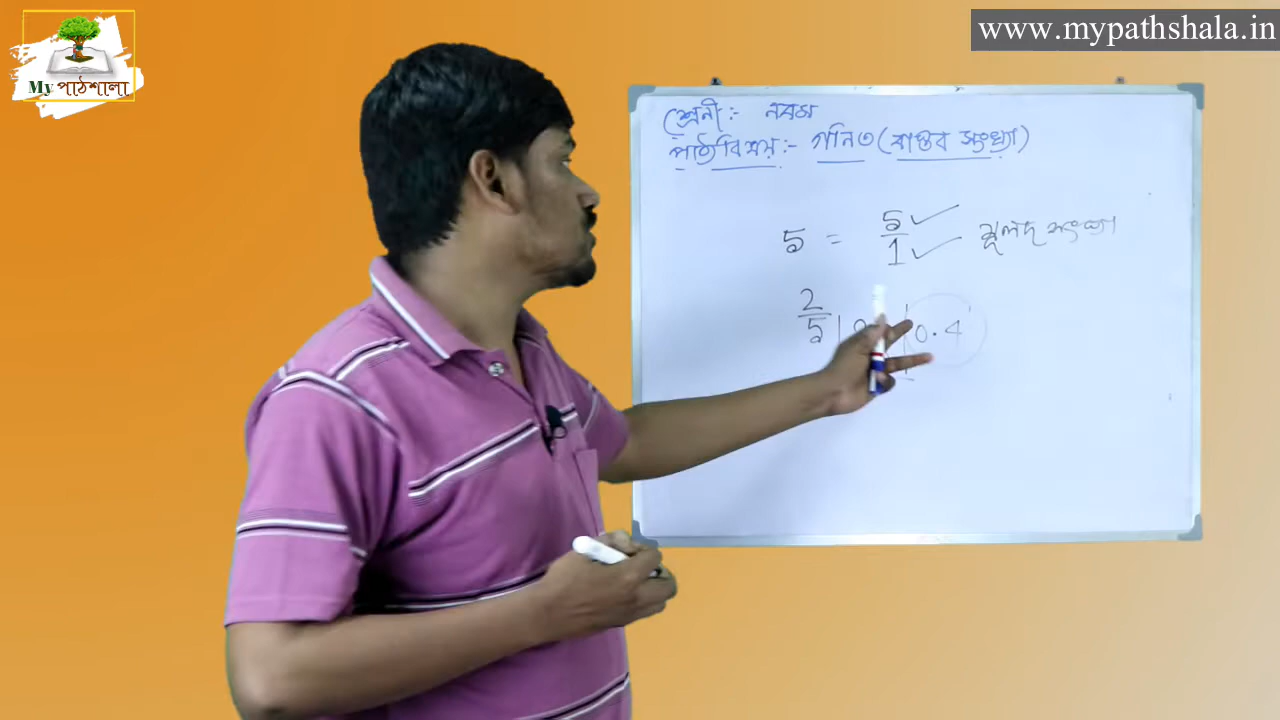 www.mypathshala.in
My পাঠশালা
শ্রেনী :- নবম
পাঠ্যবিষয় :- গনিত (বাস্তব সংখ্যা)
5 = 5/1 মূলদ সংখ্যা
2/5 0.4